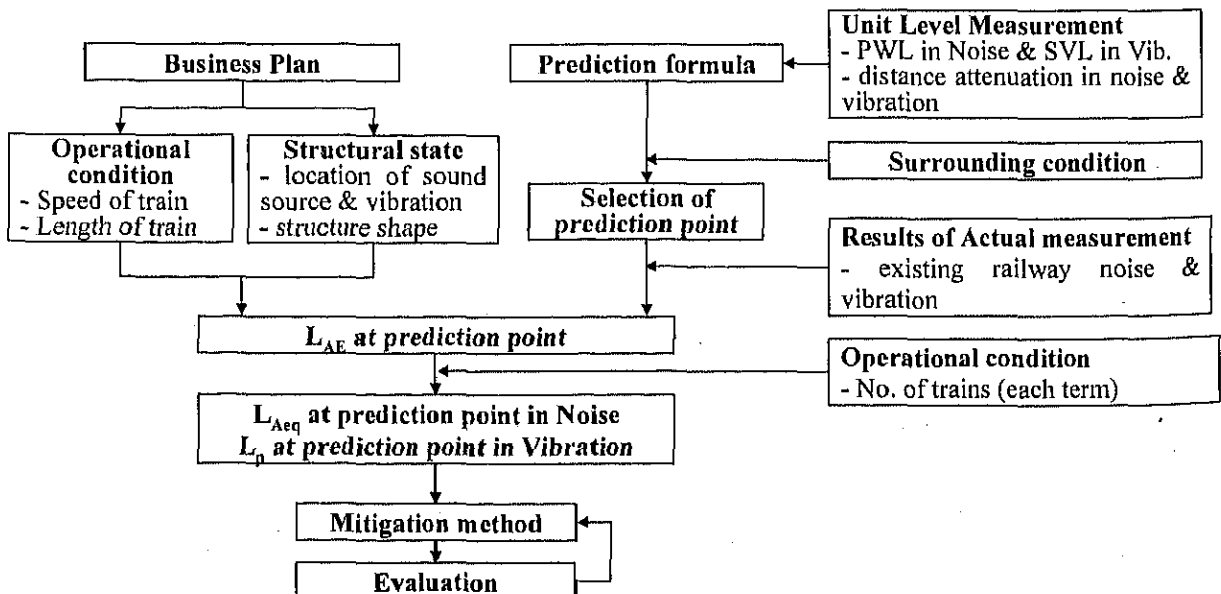 Business Plan
Prediction formula
Unit Level Measurement
- PWL in Noise & SVL in Vib.
- distance attenuation in noise &
vibration
Operational
condition
- Speed of train
- Length of train
Structural state
- location of sound
source & vibration
- structure shape
Surrounding condition
Selection of
prediction point
Results of Actual measurement
- existing railway noise &
vibration
L_AE at prediction point
Operational condition
- No. of trains (each term)
L_Aeq at prediction point in Noise
L_p at prediction point in Vibration
Mitigation method
Evaluation